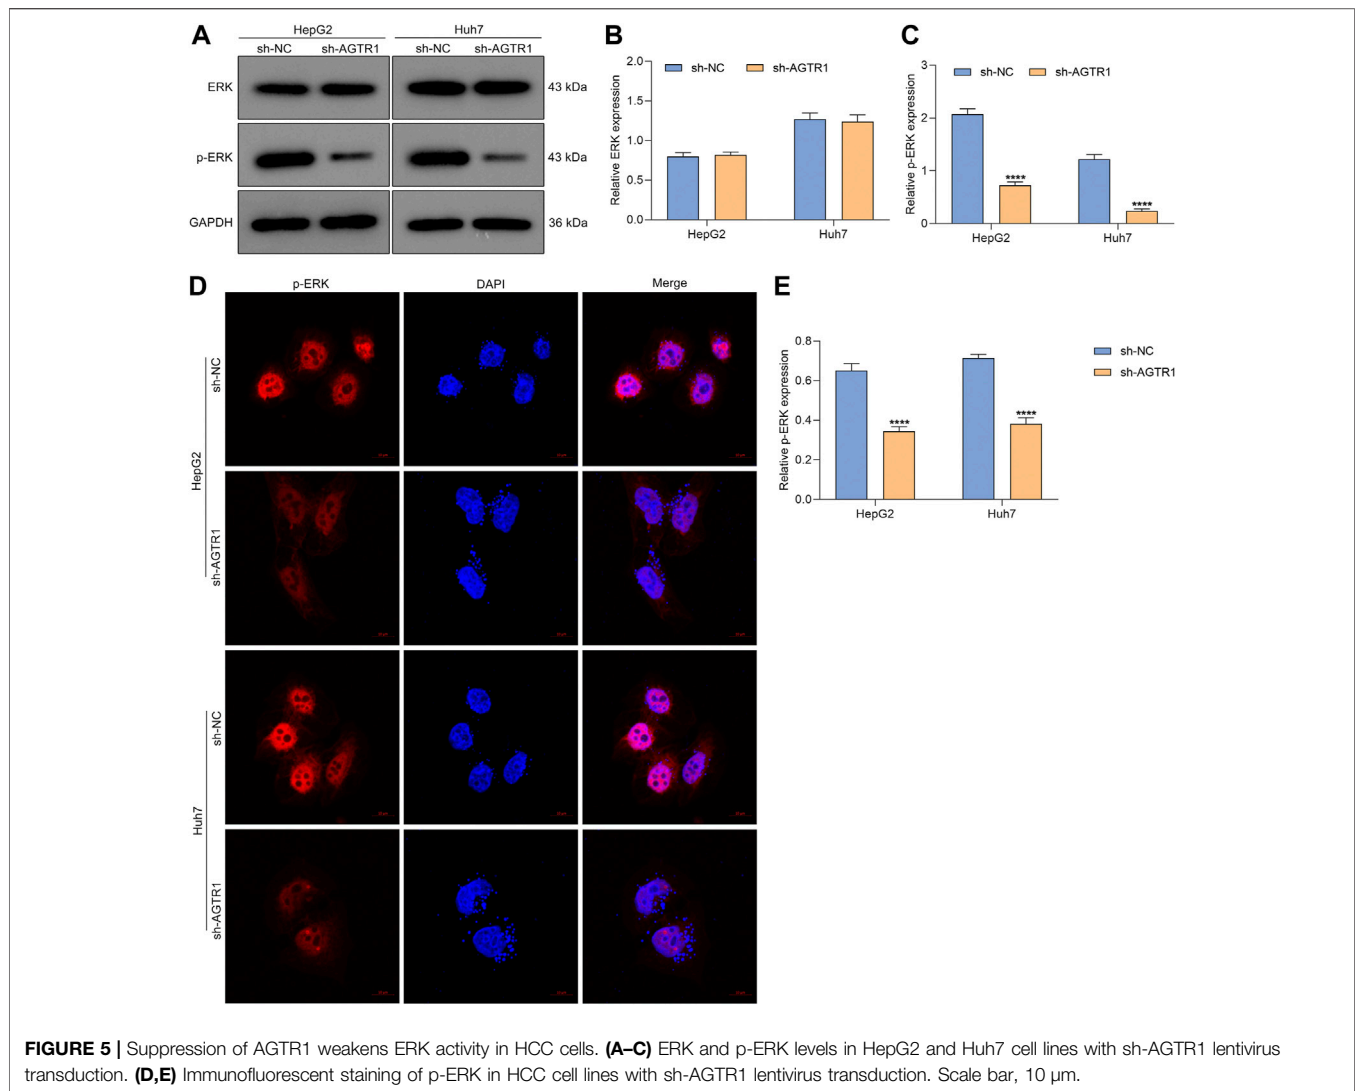 A
HepG2
Huh7
sh-NC
sh-AGTR1
sh-NC
sh-AGTR1
ERK
43 kDa
p-ERK
43 kDa
GAPDH
36 kDa
B
sh-NC
sh-AGTR1
Relative ERK expression
2.0
1.5
1.0
0.5
0.0
HepG2
Huh7
C
sh-NC
sh-AGTR1
Relative p-ERK expression
3
2
1
0
****
****
HepG2
Huh7
D
p-ERK
DAPI
Merge
HepG2
sh-NC
sh-AGTR1
Huh7
sh-NC
sh-AGTR1
E
sh-NC
sh-AGTR1
Relative p-ERK expression
0.8
0.6
0.4
0.2
0.0
****
****
HepG2
Huh7
FIGURE 5 | Suppression of AGTR1 weakens ERK activity in HCC cells. (A–C) ERK and p-ERK levels in HepG2 and Huh7 cell lines with sh-AGTR1 lentivirus
transduction. (D,E) Immunofluorescent staining of p-ERK in HCC cell lines with sh-AGTR1 lentivirus transduction. Scale bar, 10 μm.